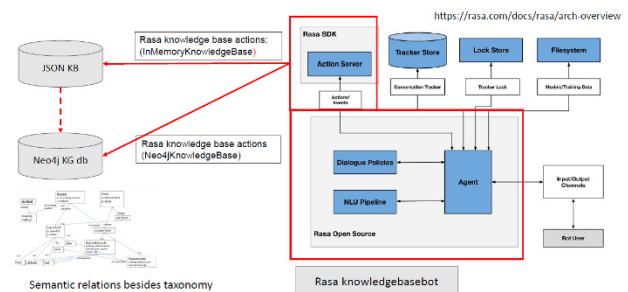 https://rasa.com/docs/rasa/arch-overview
Rasa knowledge base actions:
(InMemoryKnowledgeBase)
JSON KB
Rasa SDK
Action Server
Tracker Store
Lock Store
Filesystem
Actions/
Events
Conversation Tracker
Tracker Lock
Models/Training Data
Rasa knowledge base actions
(Neo4jKnowledgeBase)
Neo4j KG db
Dialogue Policies
Agent
NLU Pipeline
Input/Output
Channels
Rasa Open Source
Bot User
Semantic relations besides taxonomy
Rasa knowledgebasebot